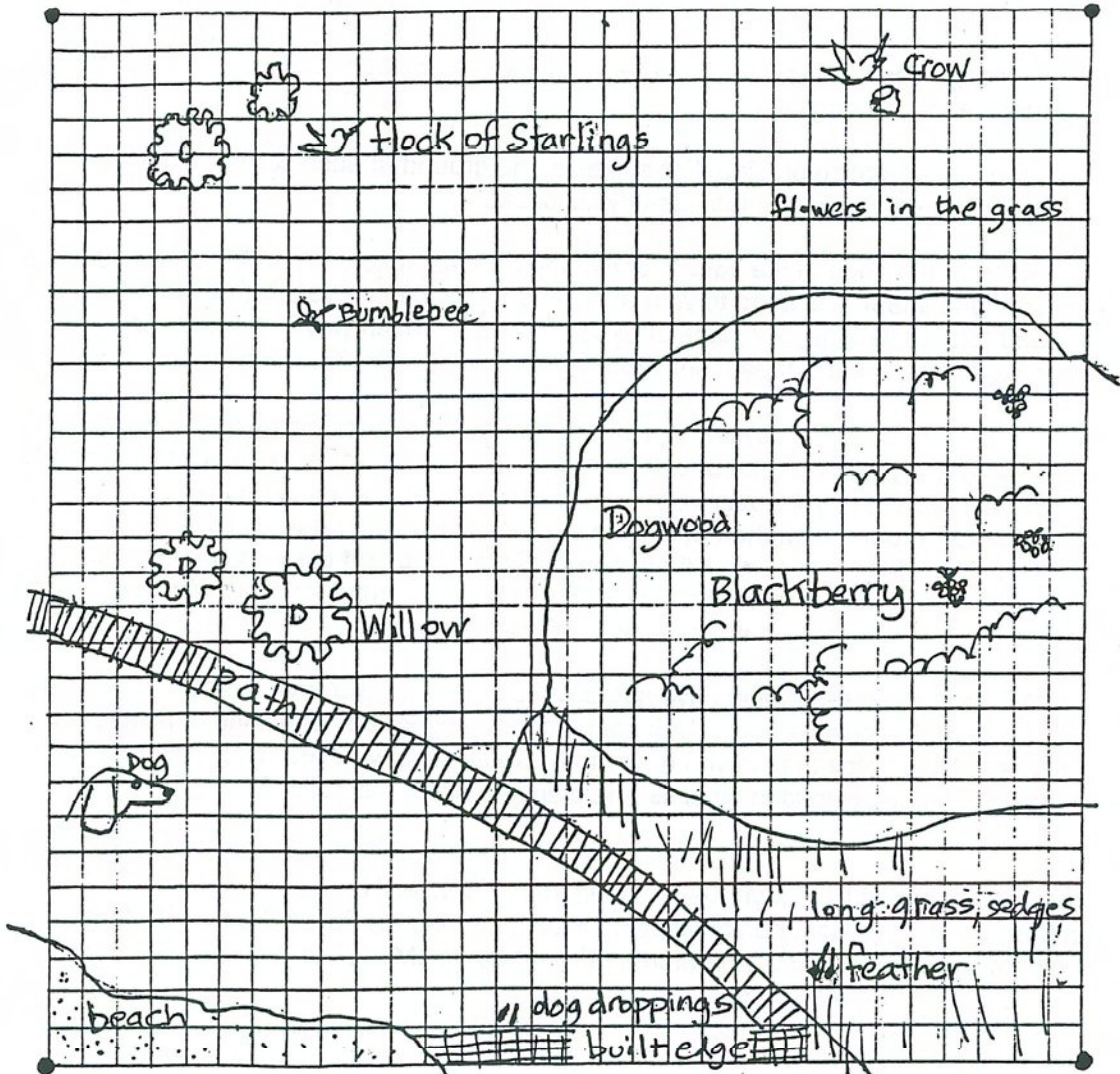 Crow
flock of Starlings
C
flowers in the grass
Bumblebee
Dogwood
D
Blackberry
D
Willow
path
Dog
long grass, sedges
feather
dog droppings
beach
built edge